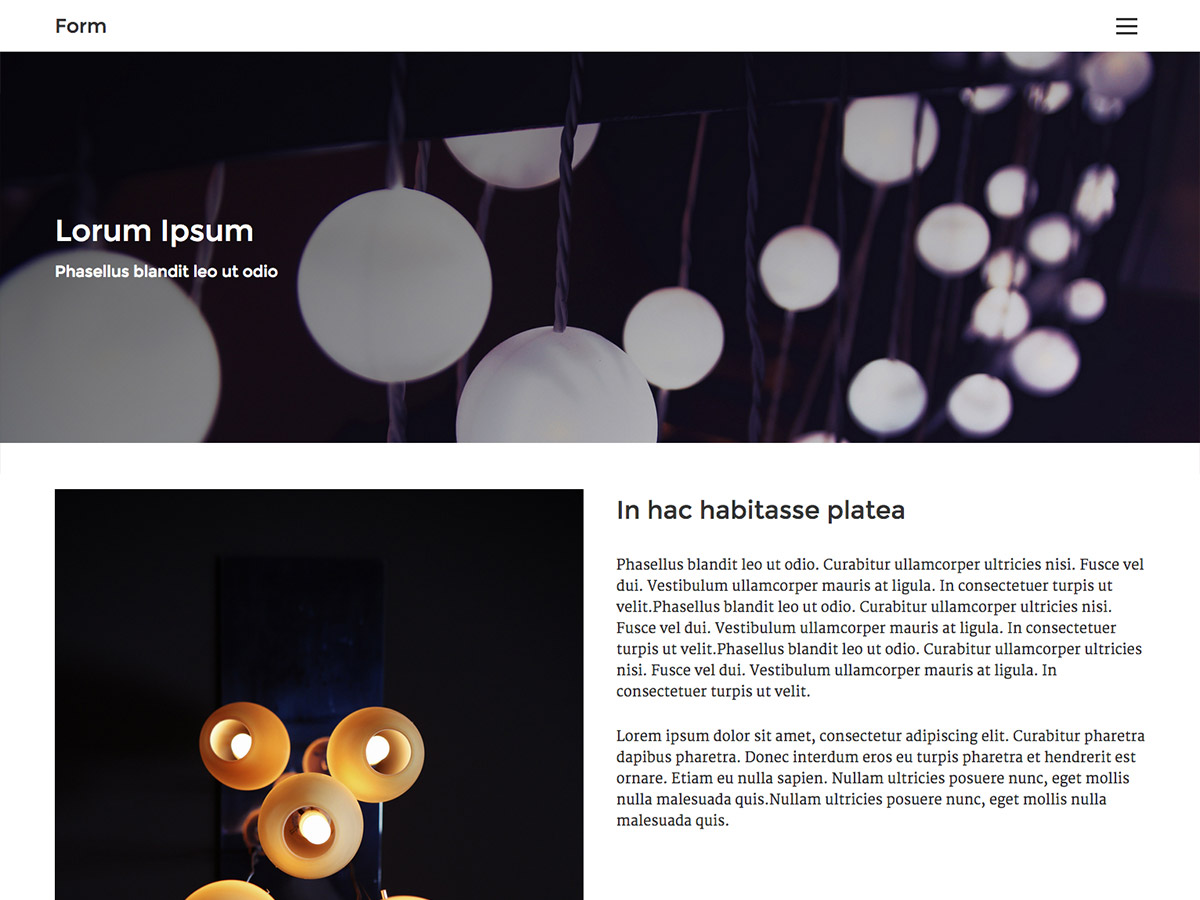 Form
Lorum Ipsum
Phasellus blandit leo ut odio
In hac habitasse platea
Phasellus blandit leo ut odio. Curabitur ullamcorper ultricies nisi. Fusce vel
dui. Vestibulum ullamcorper mauris at ligula. In consectetuer turpis ut
velit.Phasellus blandit leo ut odio. Curabitur ullamcorper ultricies nisi.
Fusce vel dui. Vestibulum ullamcorper mauris at ligula. In consectetuer
turpis ut velit.Phasellus blandit leo ut odio. Curabitur ullamcorper ultricies
nisi. Fusce vel dui. Vestibulum ullamcorper mauris at ligula. In
consectetuer turpis ut velit.
Lorem ipsum dolor sit amet, consectetur adipiscing elit. Curabitur pharetra
dapibus pharetra. Donec interdum eros eu turpis pharetra et hendrerit est
ornare. Etiam eu nulla sapien. Nullam ultricies posuere nunc, eget mollis
nulla malesuada quis.Nullam ultricies posuere nunc, eget mollis nulla
malesuada quis.